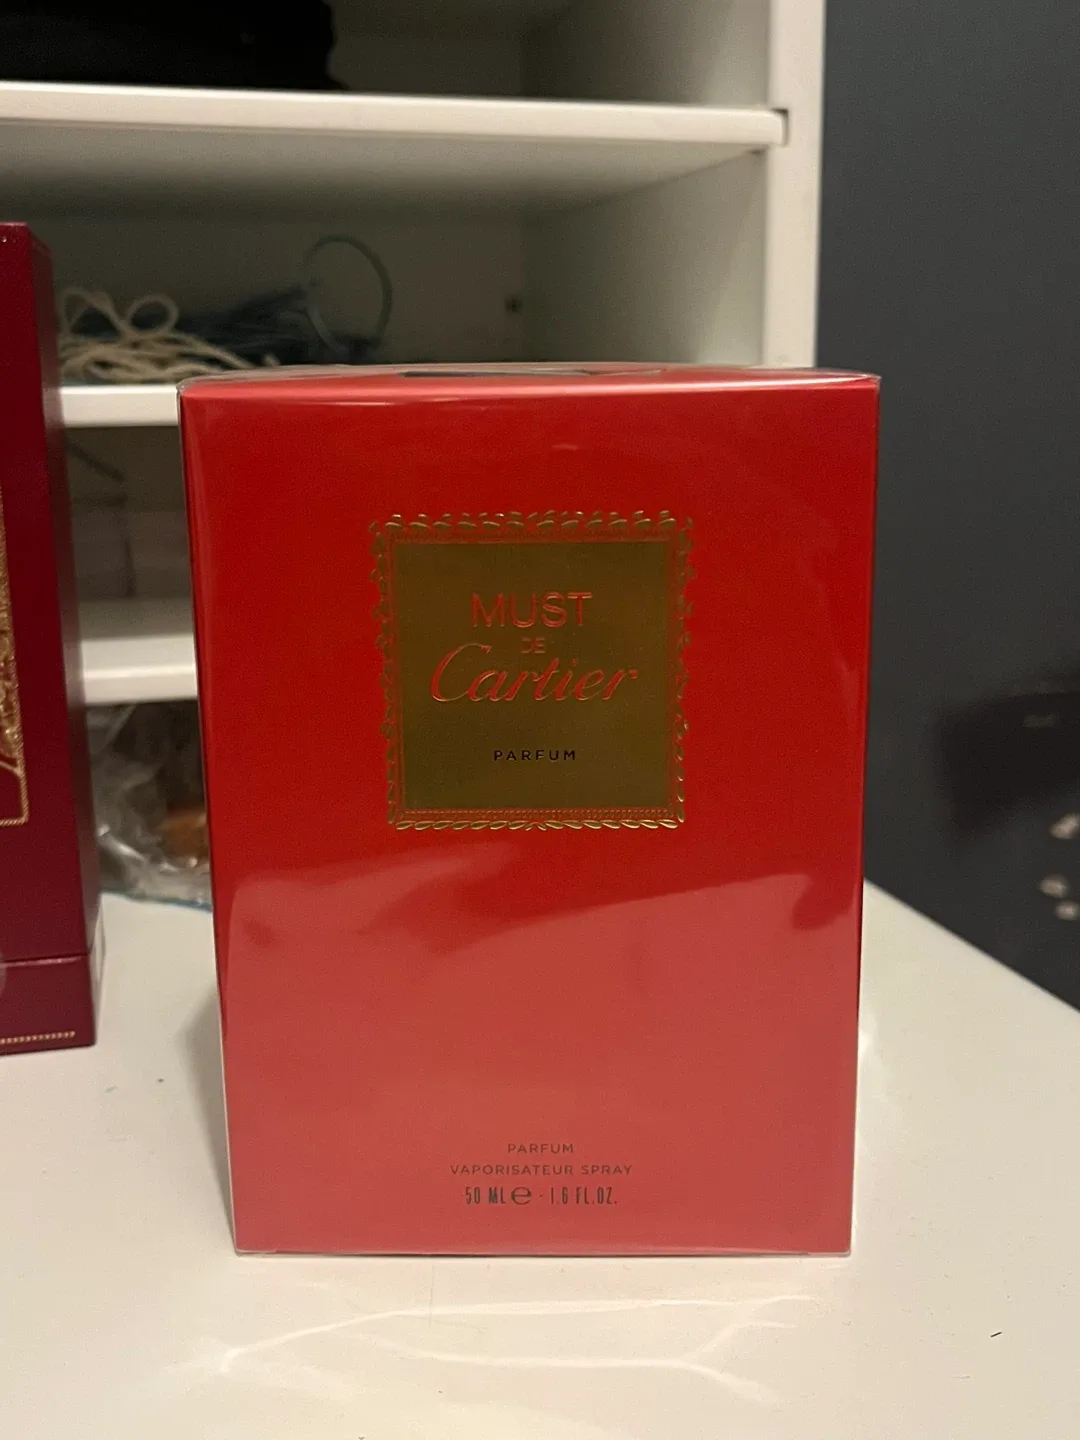 MUST
DE
Cartier
PARFUM
PARFUM
VAPORISATEUR SPRAY
50 ML ℮ · 1.6 FL.OZ.